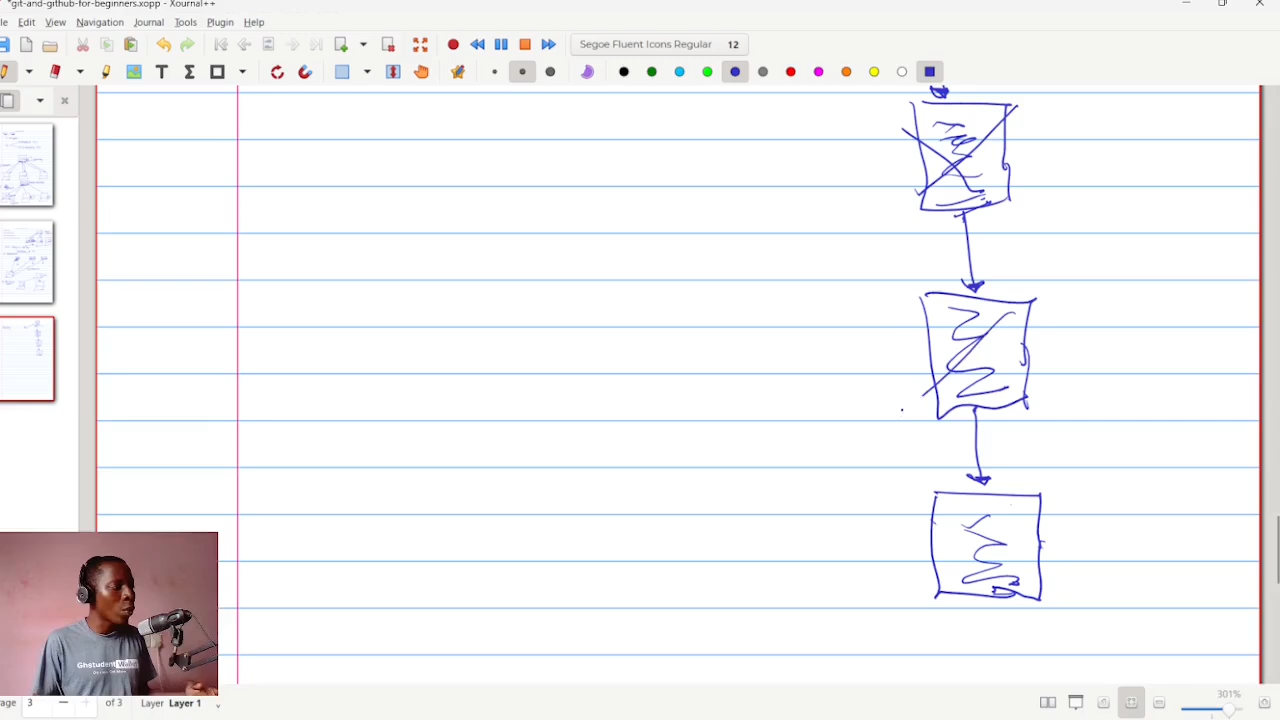 *git-and-github-for-beginners.xopp - Xournal++
Edit View Navigation Journal Tools Plugin Help
Segoe Fluent Icons Regular 12
Ghstudent
Page 3 of 3 Layer Layer 1
301%